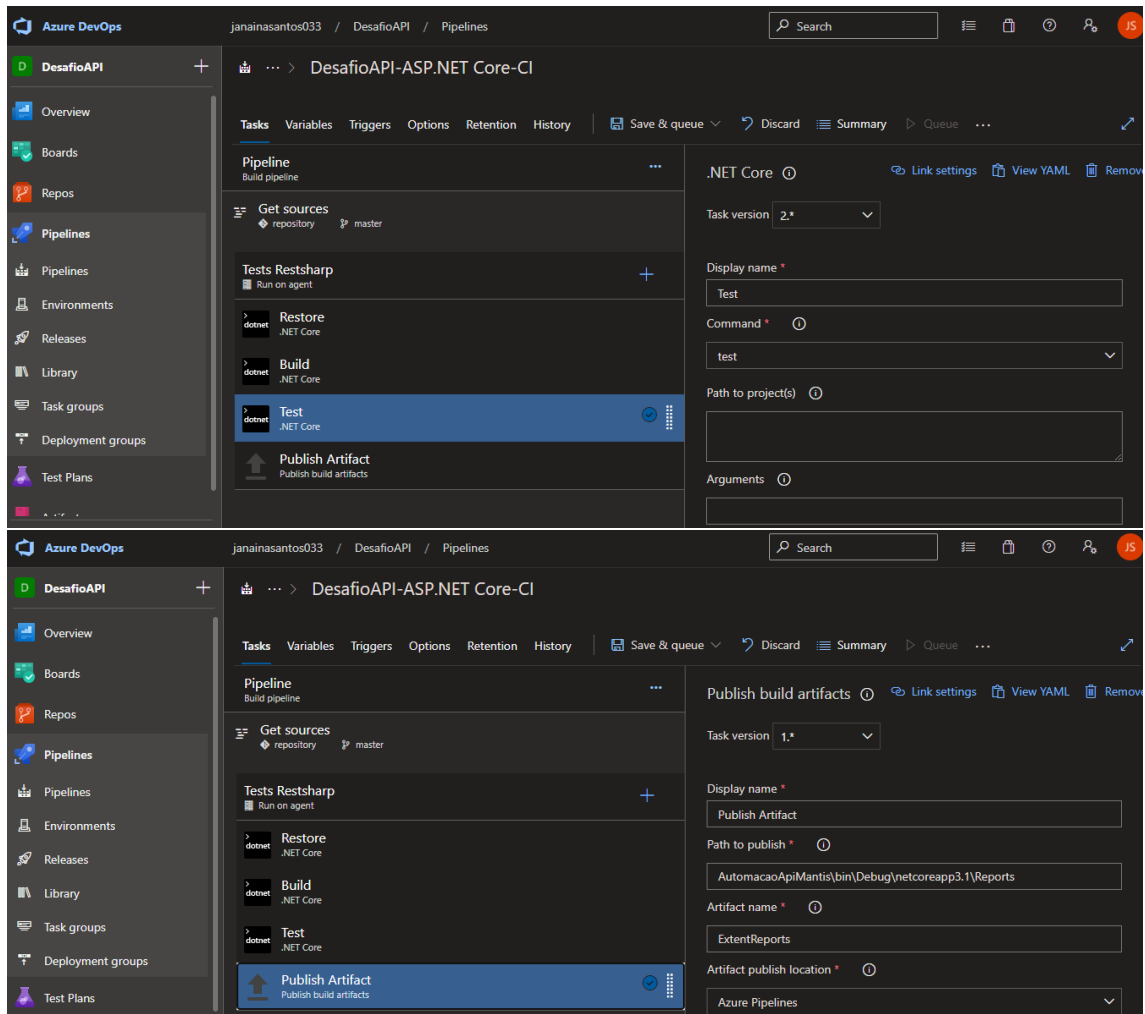 Azure DevOps
janainasantos033 / DesafioAPI / Pipelines
Search
JS
D DesafioAPI
... > DesafioAPI-ASP.NET Core-CI
Overview
Boards
Repos
Pipelines
Pipelines
Environments
Releases
Library
Task groups
Deployment groups
Test Plans
Tasks Variables Triggers Options Retention History Save & queue Discard Summary Queue ...
Pipeline
Build pipeline
Get sources
repository master
Tests Restsharp
Run on agent
Restore
.NET Core
Build
.NET Core
Test
.NET Core
Publish Artifact
Publish build artifacts
.NET Core Link settings View YAML Remove
Task version 2.*
Display name *
Test
Command *
test
Path to project(s)
Arguments
Azure DevOps
janainasantos033 / DesafioAPI / Pipelines
Search
JS
D DesafioAPI
... > DesafioAPI-ASP.NET Core-CI
Overview
Boards
Repos
Pipelines
Pipelines
Environments
Releases
Library
Task groups
Deployment groups
Test Plans
Tasks Variables Triggers Options Retention History Save & queue Discard Summary Queue ...
Pipeline
Build pipeline
Get sources
repository master
Tests Restsharp
Run on agent
Restore
.NET Core
Build
.NET Core
Test
.NET Core
Publish Artifact
Publish build artifacts
Publish build artifacts Link settings View YAML Remove
Task version 1.*
Display name *
Publish Artifact
Path to publish *
AutomacaoApiMantis\bin\Debug\netcoreapp3.1\Reports
Artifact name *
ExtentReports
Artifact publish location *
Azure Pipelines